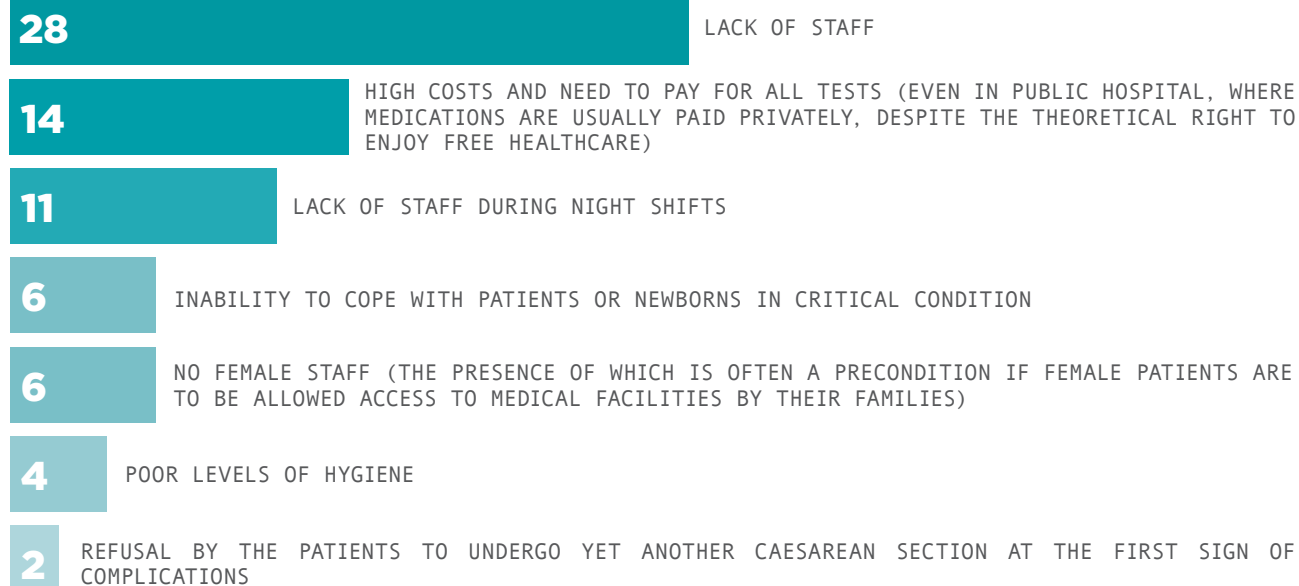 28
LACK OF STAFF
14
HIGH COSTS AND NEED TO PAY FOR ALL TESTS (EVEN IN PUBLIC HOSPITAL, WHERE
MEDICATIONS ARE USUALLY PAID PRIVATELY, DESPITE THE THEORETICAL RIGHT TO
ENJOY FREE HEALTHCARE)
11
LACK OF STAFF DURING NIGHT SHIFTS
6
INABILITY TO COPE WITH PATIENTS OR NEWBORNS IN CRITICAL CONDITION
6
NO FEMALE STAFF (THE PRESENCE OF WHICH IS OFTEN A PRECONDITION IF FEMALE PATIENTS ARE
TO BE ALLOWED ACCESS TO MEDICAL FACILITIES BY THEIR FAMILIES)
4
POOR LEVELS OF HYGIENE
2
REFUSAL BY THE PATIENTS TO UNDERGO YET ANOTHER CAESAREAN SECTION AT THE FIRST SIGN OF
COMPLICATIONS